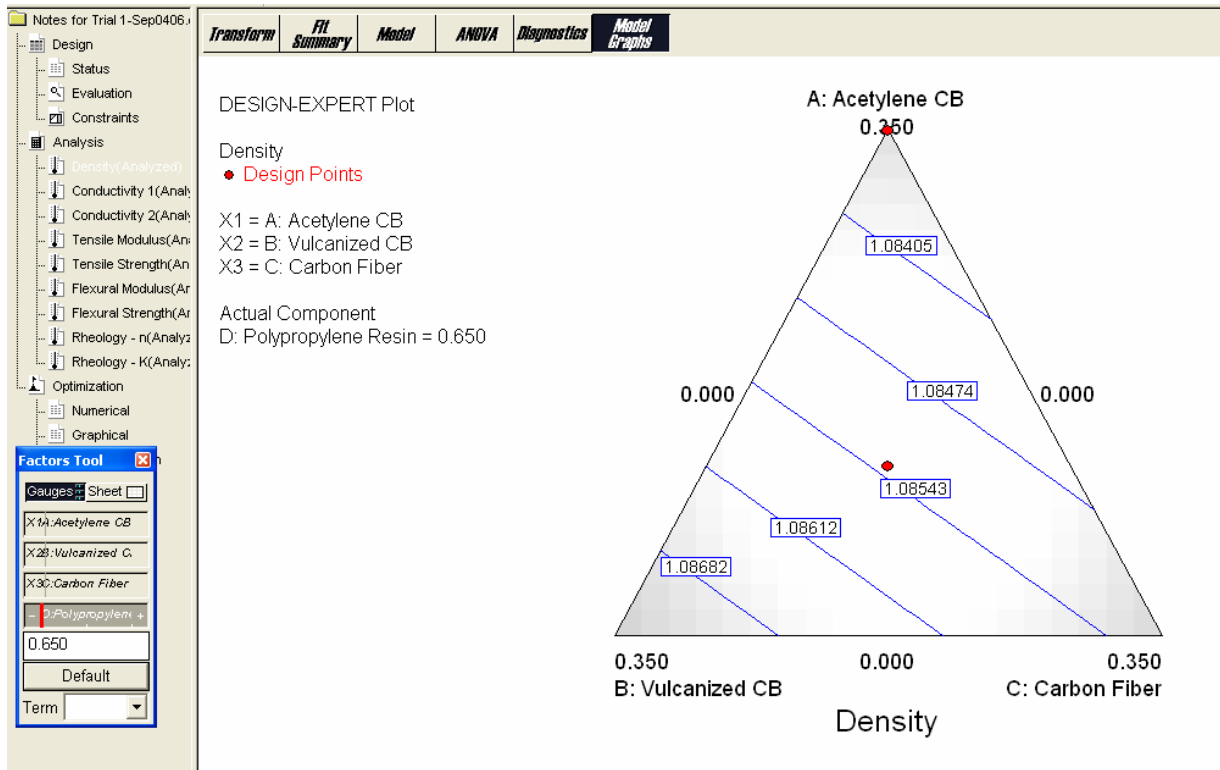 Notes for Trial 1-Sep0406.
Design
Status
Evaluation
Constraints
Analysis
Density(Analyzed)
Conductivity 1(Analy
Conductivity 2(Analy
Tensile Modulus(Ana
Tensile Strength(An
Flexural Modulus(Ar
Flexural Strength(Ar
Rheology - n(Analyz
Rheology - K(Analyz
Optimization
Numerical
Graphical
Factors Tool
Gauges Sheet
X1A:Acetylene CB
X2B:Vulcanized C.
X3C:Carbon Fiber
- D:Polypropylen +
0.650
Default
Term
Transform
Fit Summary
Model
ANOVA
Diagnostics
Model Graphs
DESIGN-EXPERT Plot
Density
Design Points
X1 = A: Acetylene CB
X2 = B: Vulcanized CB
X3 = C: Carbon Fiber
Actual Component
D: Polypropylene Resin = 0.650
A: Acetylene CB
0.350
1.08405
0.000
1.08474
0.000
1.08543
1.08612
1.08682
0.350 0.000 0.350
B: Vulcanized CB C: Carbon Fiber
Density